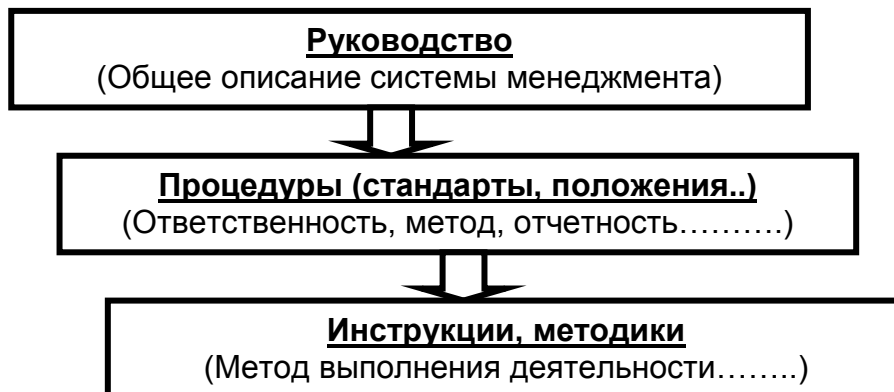 Руководство
(Общее описание системы менеджмента)
Процедуры (стандарты, положения..)
(Ответственность, метод, отчетность……….)
Инструкции, методики
(Метод выполнения деятельности……..)